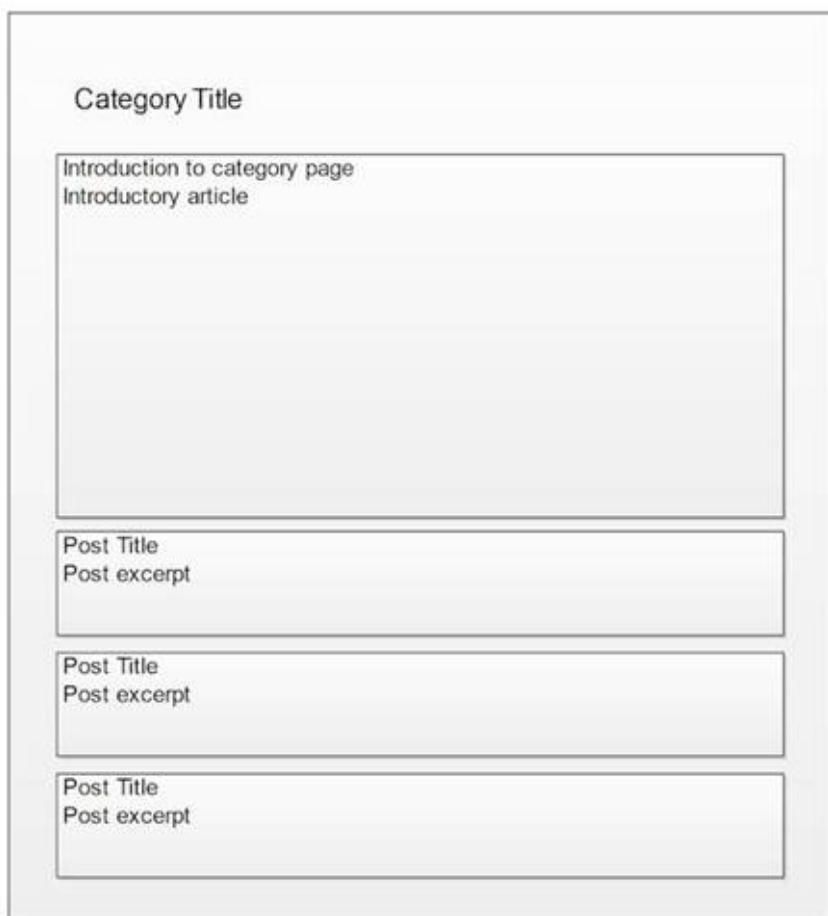 Category Title
Introduction to category page
Introductory article
Post Title
Post excerpt
Post Title
Post excerpt
Post Title
Post excerpt